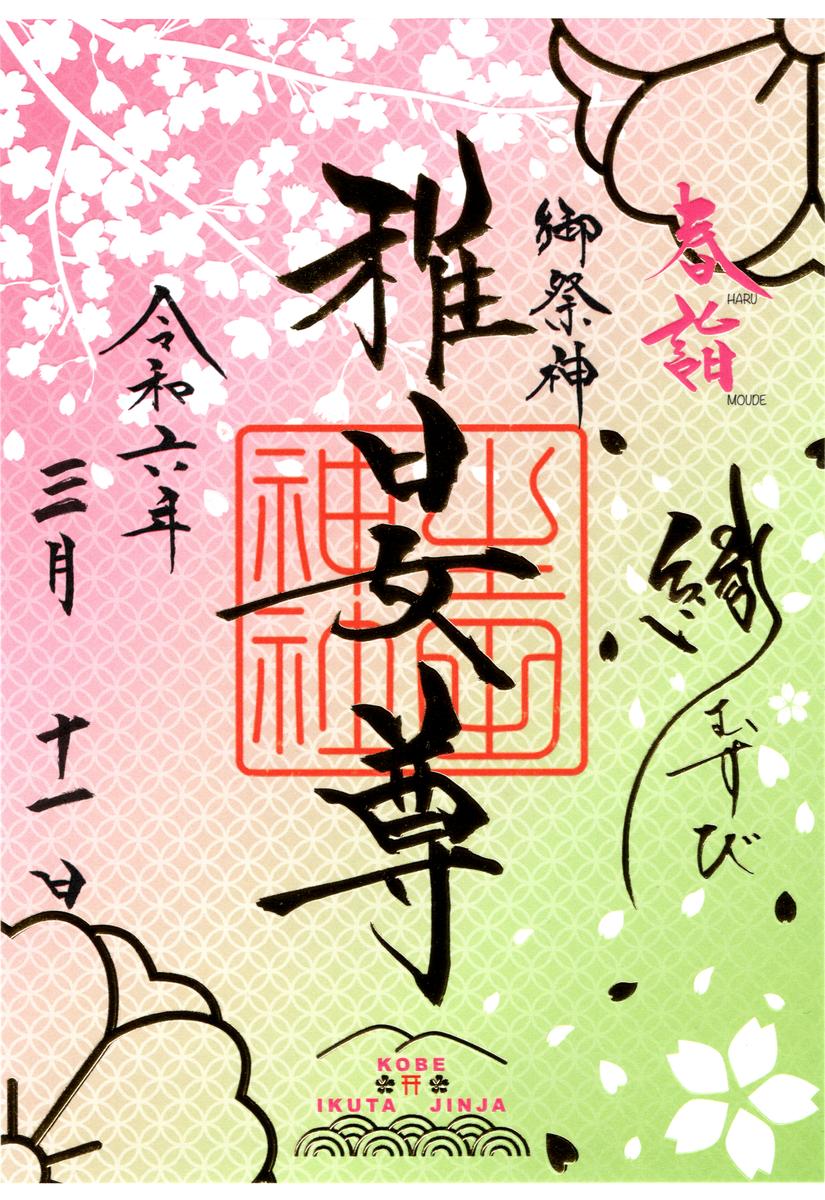 春詣
HARU
MOUDE
縁むすび
御祭神
稚日女尊
生田
神社
令和六年
三月 十一日
KOBE
IKUTA JINJA